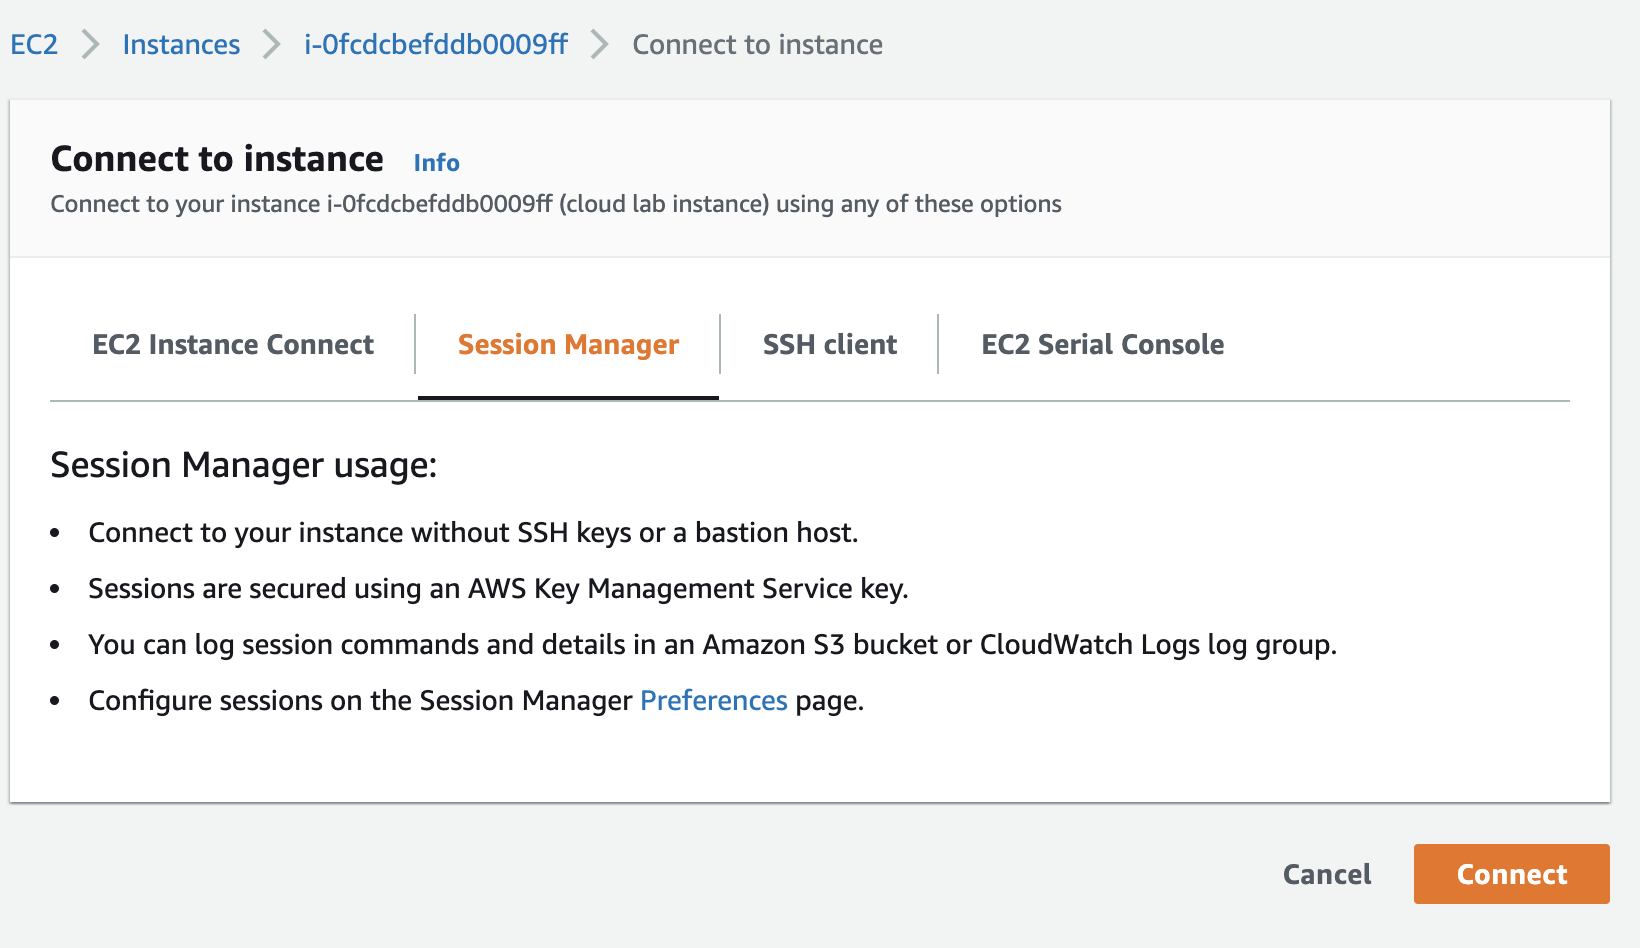 EC2 Instances i-0fcdcbefddb0009ff Connect to instance
Connect to instance Info
Connect to your instance i-0fcdcbefddb0009ff (cloud lab instance) using any of these options
EC2 Instance Connect Session Manager SSH client EC2 Serial Console
Session Manager usage:
• Connect to your instance without SSH keys or a bastion host.
• Sessions are secured using an AWS Key Management Service key.
• You can log session commands and details in an Amazon S3 bucket or CloudWatch Logs log group.
• Configure sessions on the Session Manager Preferences page.
Cancel Connect